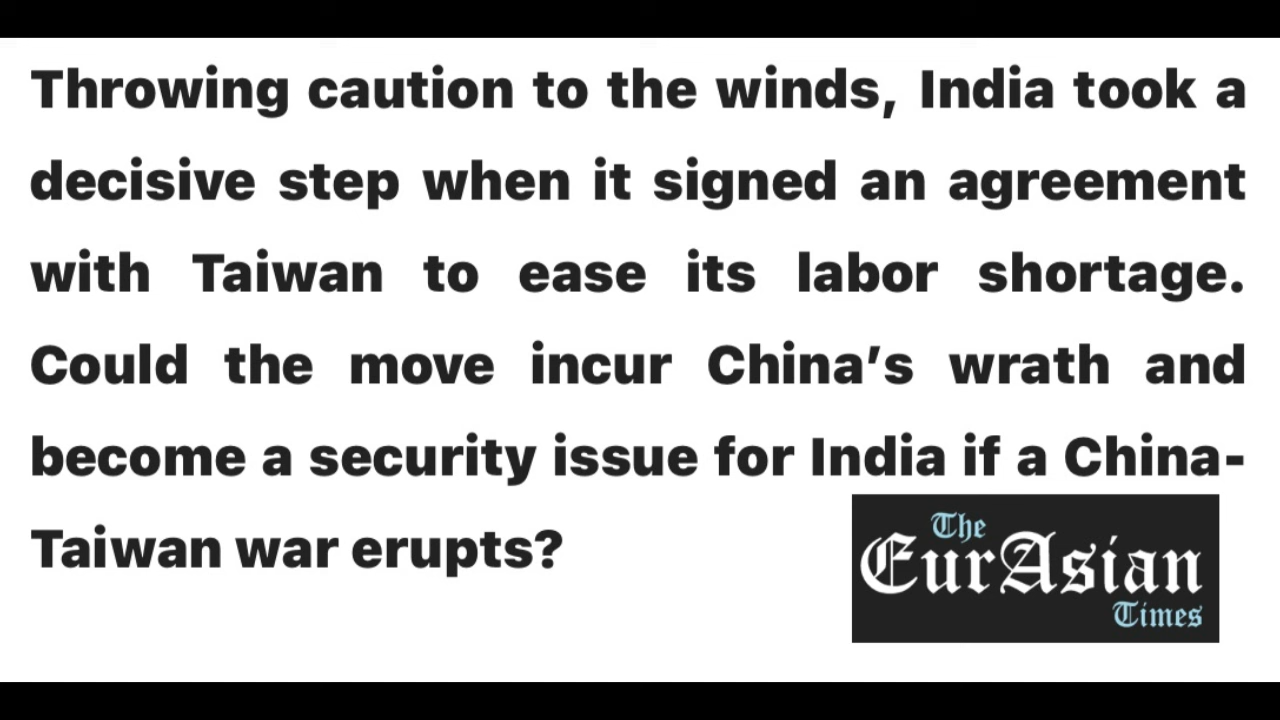 Throwing caution to the winds, India took a
decisive step when it signed an agreement
with Taiwan to ease its labor shortage.
Could the move incur China’s wrath and
become a security issue for India if a China-
Taiwan war erupts?
The
EurAsian
Times